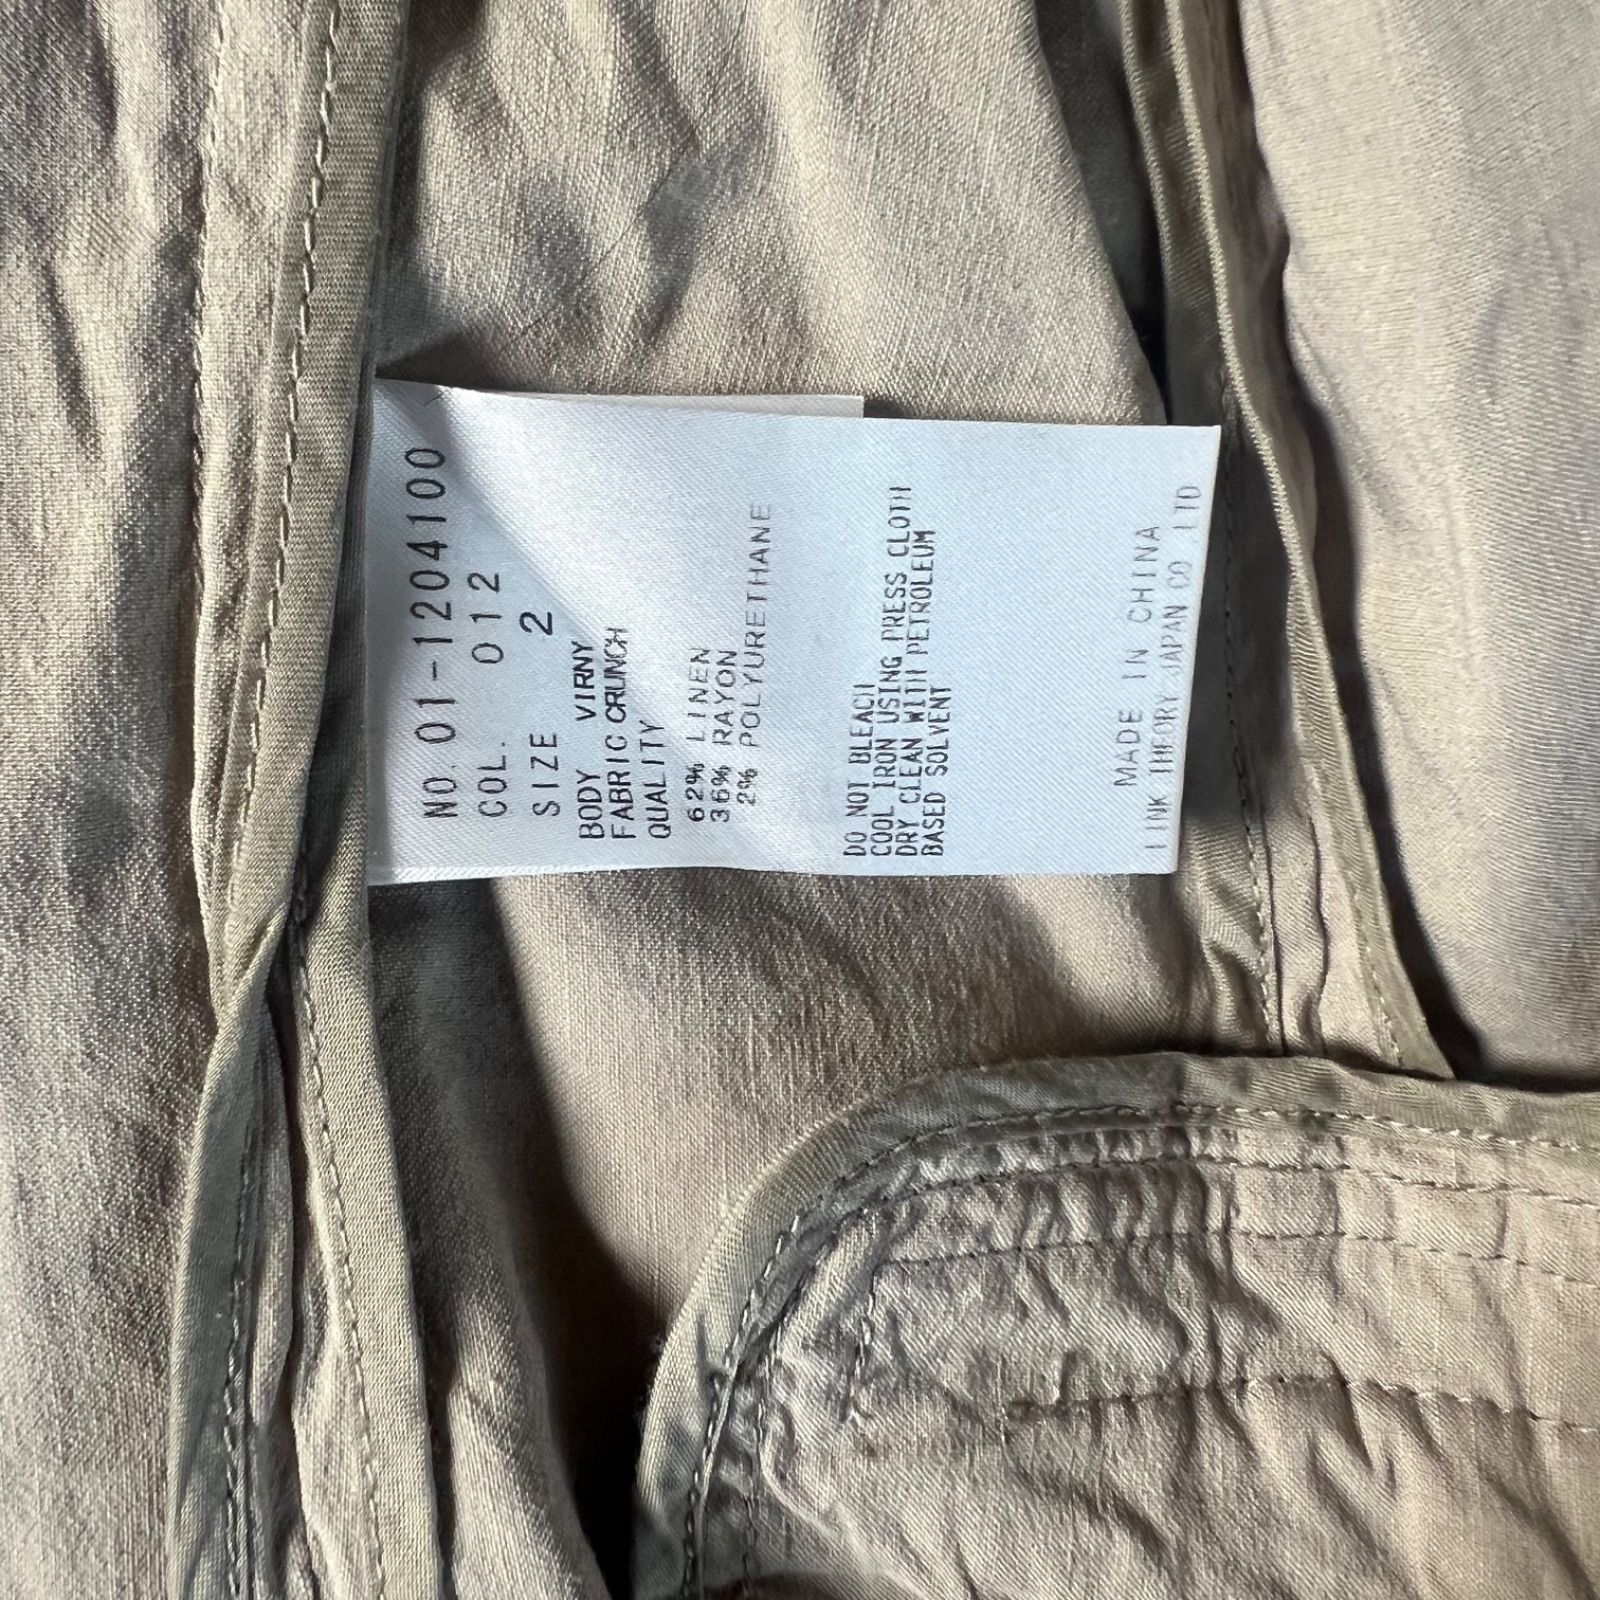 NO. 01-1204100
COL. 012
SIZE 2
BODY VIRNY
FABRIC CRUNCH
QUALITY
62% LINEN
36% RAYON
2% POLYURETHANE
DO NOT BLEACH
COOL IRON USING PRESS CLOTH
DRY CLEAN WITH PETROLEUM
BASED SOLVENT
MADE IN CHINA
LINK THEORY JAPAN CO LTD